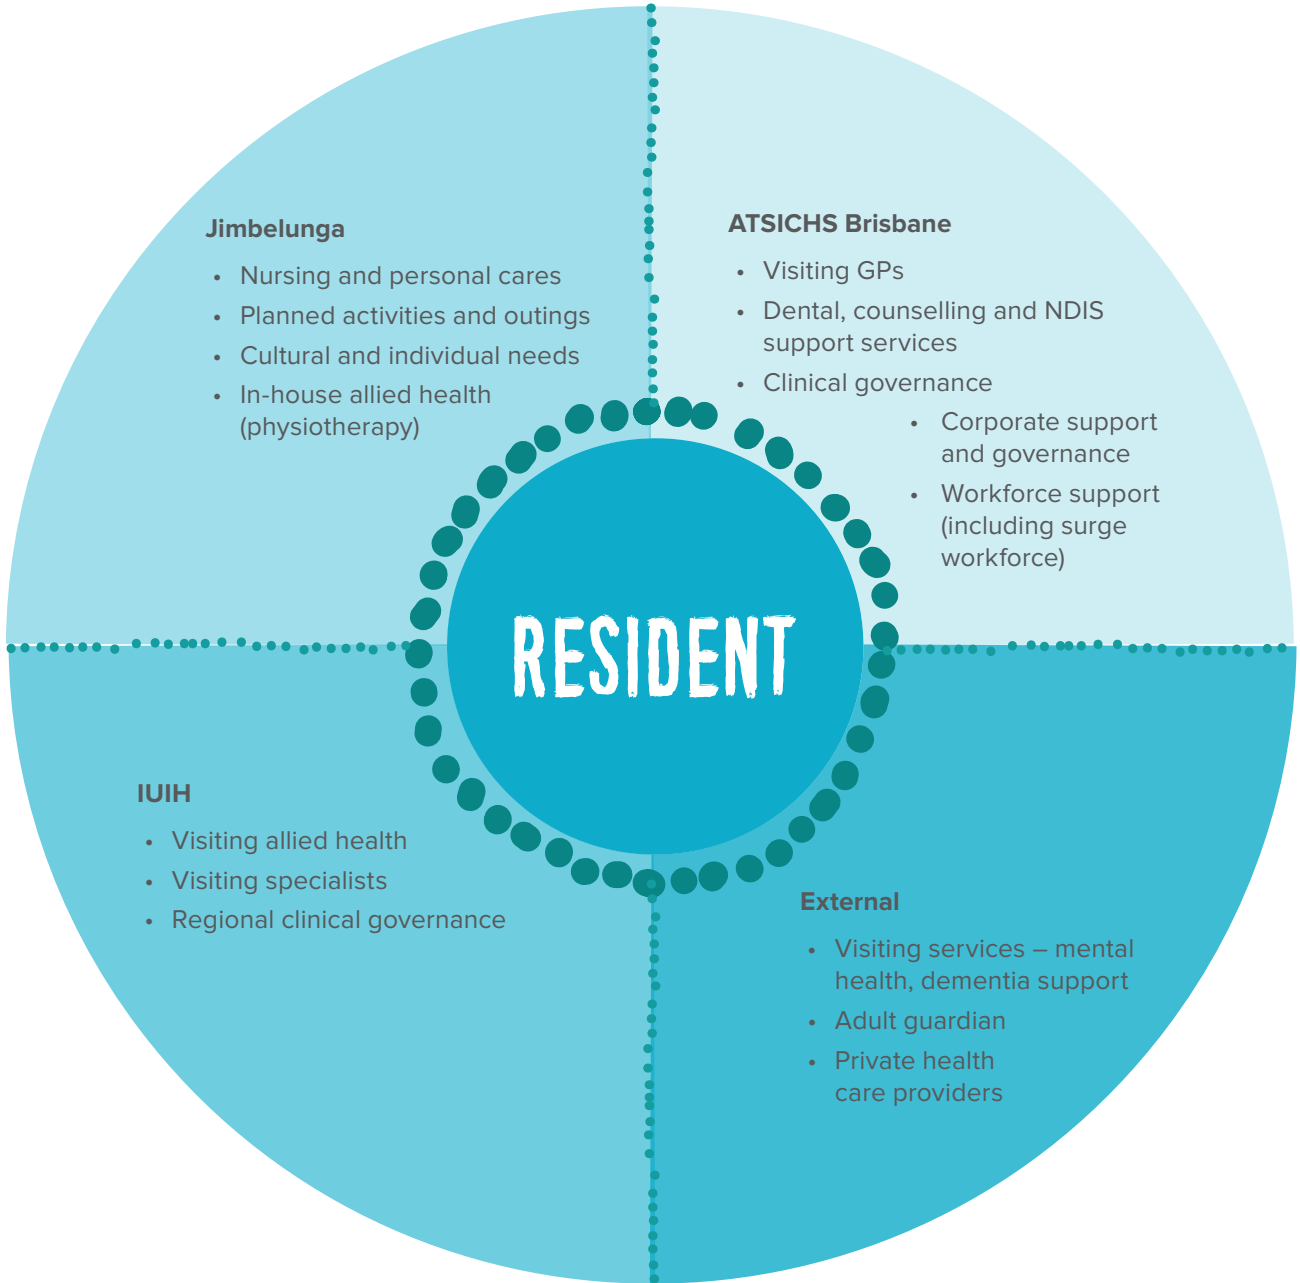 Jimbelunga
• Nursing and personal cares
• Planned activities and outings
• Cultural and individual needs
• In-house allied health
(physiotherapy)
ATSICHS Brisbane
• Visiting GPs
• Dental, counselling and NDIS
support services
• Clinical governance
• Corporate support
and governance
• Workforce support
(including surge
workforce)
RESIDENT
IUIH
• Visiting allied health
• Visiting specialists
• Regional clinical governance
External
• Visiting services – mental
health, dementia support
• Adult guardian
• Private health
care providers